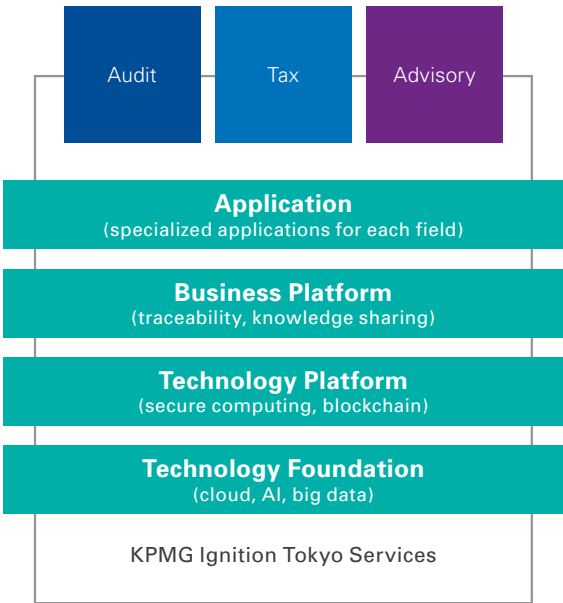 Audit
Tax
Advisory
Application
(specialized applications for each field)
Business Platform
(traceability, knowledge sharing)
Technology Platform
(secure computing, blockchain)
Technology Foundation
(cloud, AI, big data)
KPMG Ignition Tokyo Services